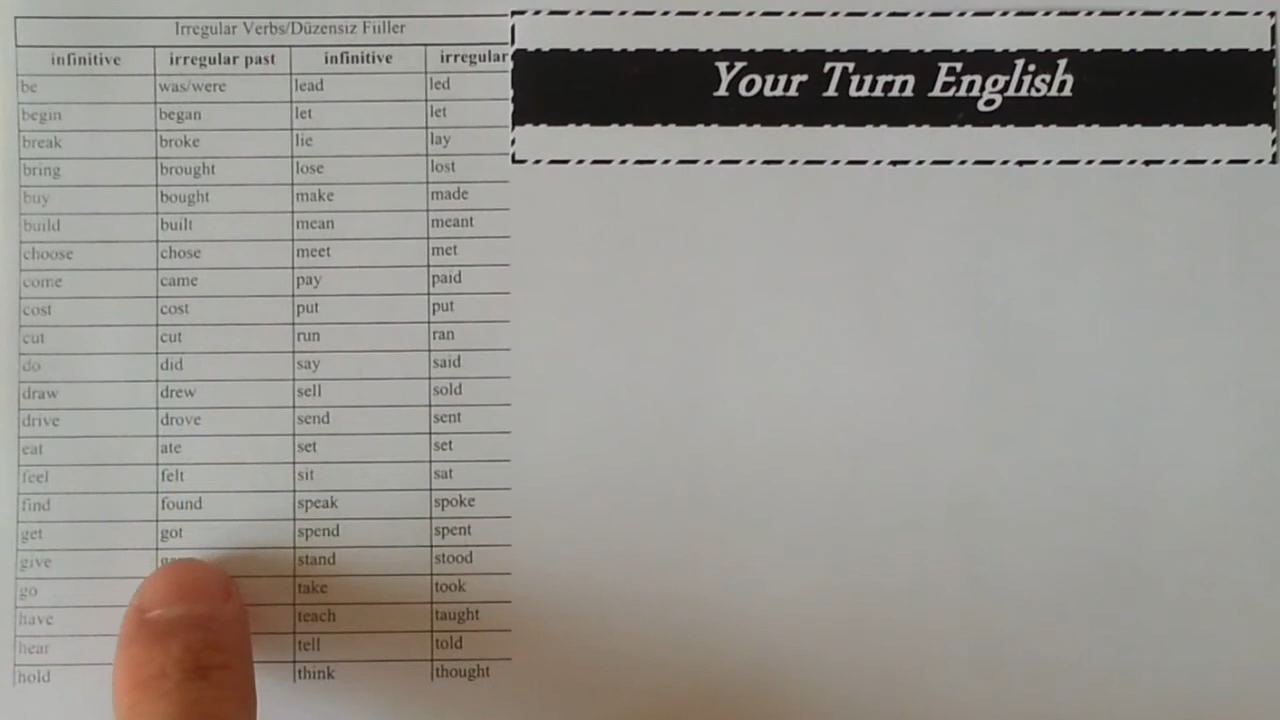 Irregular Verbs/Düzensiz Fiiller
infinitive irregular past infinitive irregular
be was/were lead led
begin began let let
break broke lie lay
bring brought lose lost
buy bought make made
build built mean meant
choose chose meet met
come came pay paid
cost cost put put
cut cut run ran
do did say said
draw drew sell sold
drive drove send sent
eat ate set set
feel felt sit sat
find found speak spoke
get got spend spent
give stand stood
go take took
have teach taught
hear tell told
hold think thought
Your Turn English